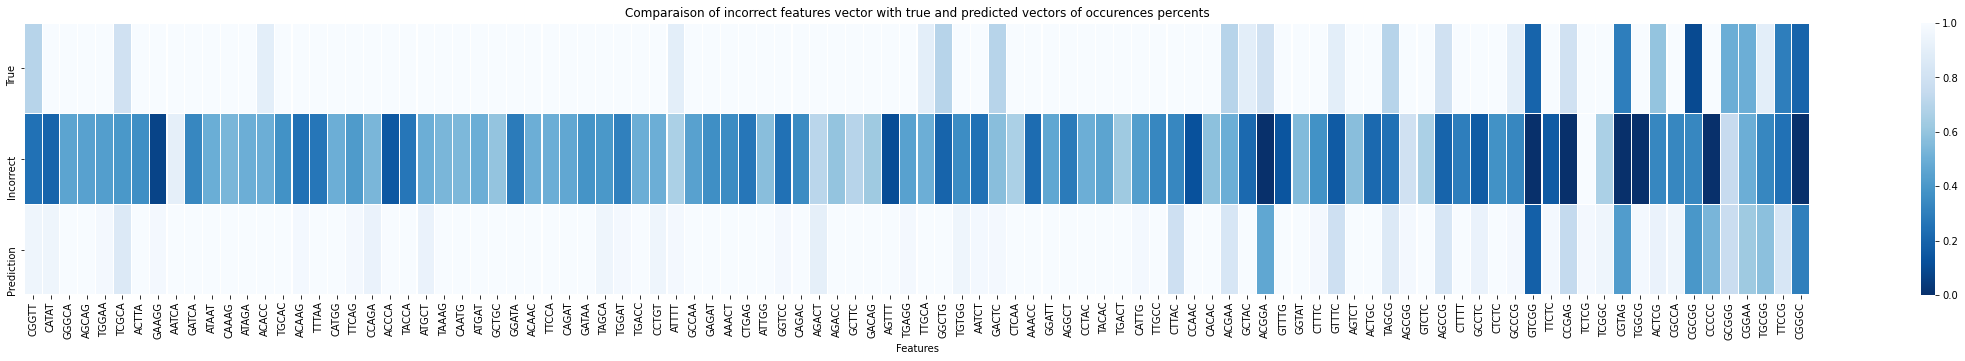 Comparaison of incorrect features vector with true and predicted vectors of occurences percents
True
Incorrect
Prediction
CGGTT
CATAT
GGGCA
AGCAG
TGGAA
TCGCA
ACTTA
GAAGG
AATCA
GATCA
ATAAT
CAAAG
ATAGA
ACACC
TGCAC
ACAAG
TTTAA
CATGG
TTCAG
CCAGA
ACCCA
TACCA
ATGCT
TAAAG
CAATG
ATGAT
GCTGC
GGATA
ACAAC
TTCCA
CAGAT
GATAA
TAGCA
TGGAT
TGACC
CCTGT
ATTTT
GCCAA
GAGAT
AAACT
CTGAG
ATTGG
GGTCC
CAGAC
AGACT
AGACC
GCTTC
GACAG
AGTTT
TGAGG
TTGCA
GGCTG
TGTGG
AATCT
GACTC
CTCAA
AAACC
GGATT
AGGCT
CCTAC
TACAC
TGACT
CATTG
TTGCC
CTTAC
CCAAC
CACAC
ACGAA
GCTAC
ACGGA
GTTTG
GGTAT
CTTTC
GTTTC
AGTCT
ACTGC
TAGCG
AGCGG
GTCTC
AGCCG
CTTTT
GCCTC
CTCTC
GCCCG
GTCGG
TTCTC
CCGAG
TCTCG
TCGGC
CGTAG
TGGCG
ACTCG
CGCCA
CGCGG
CCCCC
GCGGG
CGGAA
TGCGG
TTCCG
CGGGC
Features
1.0
0.8
0.6
0.4
0.2
0.0